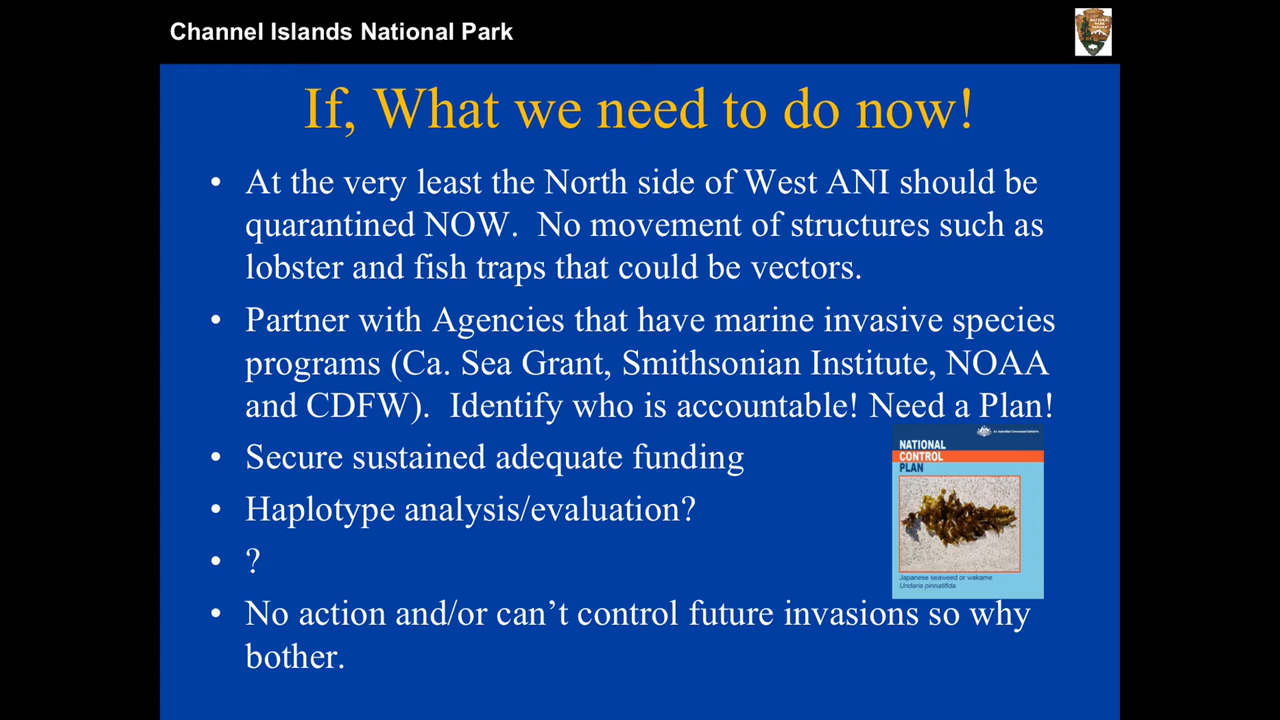 Channel Islands National Park
If, What we need to do now!
• At the very least the North side of West ANI should be
quarantined NOW.  No movement of structures such as
lobster and fish traps that could be vectors.
• Partner with Agencies that have marine invasive species
programs (Ca. Sea Grant, Smithsonian Institute, NOAA
and CDFW).  Identify who is accountable! Need a Plan!
• Secure sustained adequate funding
• Haplotype analysis/evaluation?
• ?
• No action and/or can’t control future invasions so why
bother.
An Australian Government Initiative
NATIONAL
CONTROL
PLAN
Japanese seaweed or wakame
Undaria pinnatifida